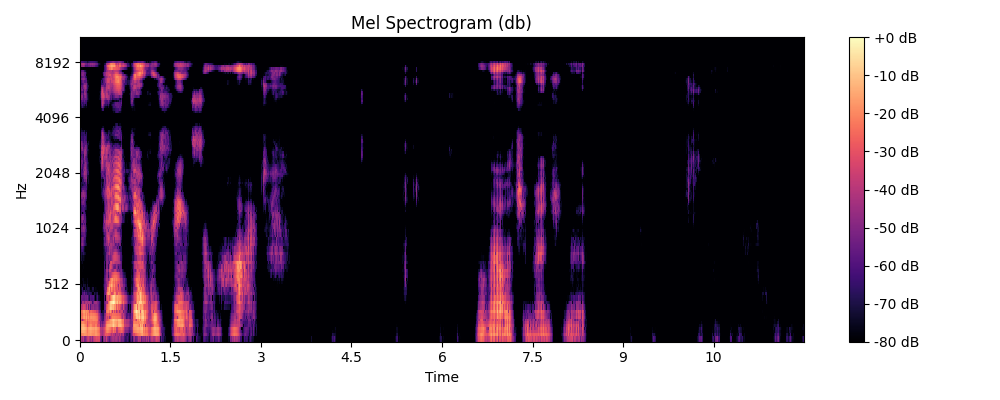 Mel Spectrogram (db)
8192
4096
2048
1024
512
0
Hz
0 1.5 3 4.5 6 7.5 9 10
Time
+0 dB
-10 dB
-20 dB
-30 dB
-40 dB
-50 dB
-60 dB
-70 dB
-80 dB